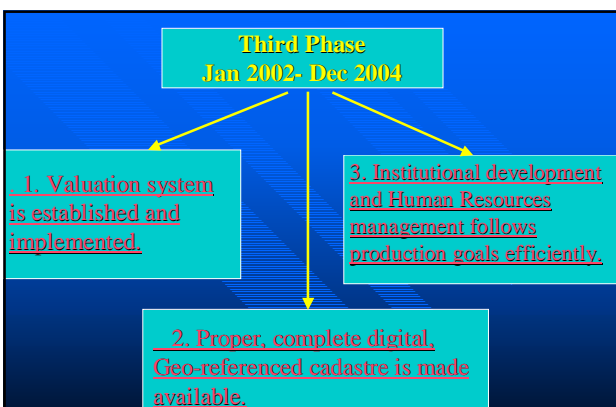 Third Phase
Jan 2002- Dec 2004
1. Valuation system
is established and
implemented.
3. Institutional development
and Human Resources
management follows
production goals efficiently.
2, Proper, complete digital,
Geo-referenced cadastre is made
available.